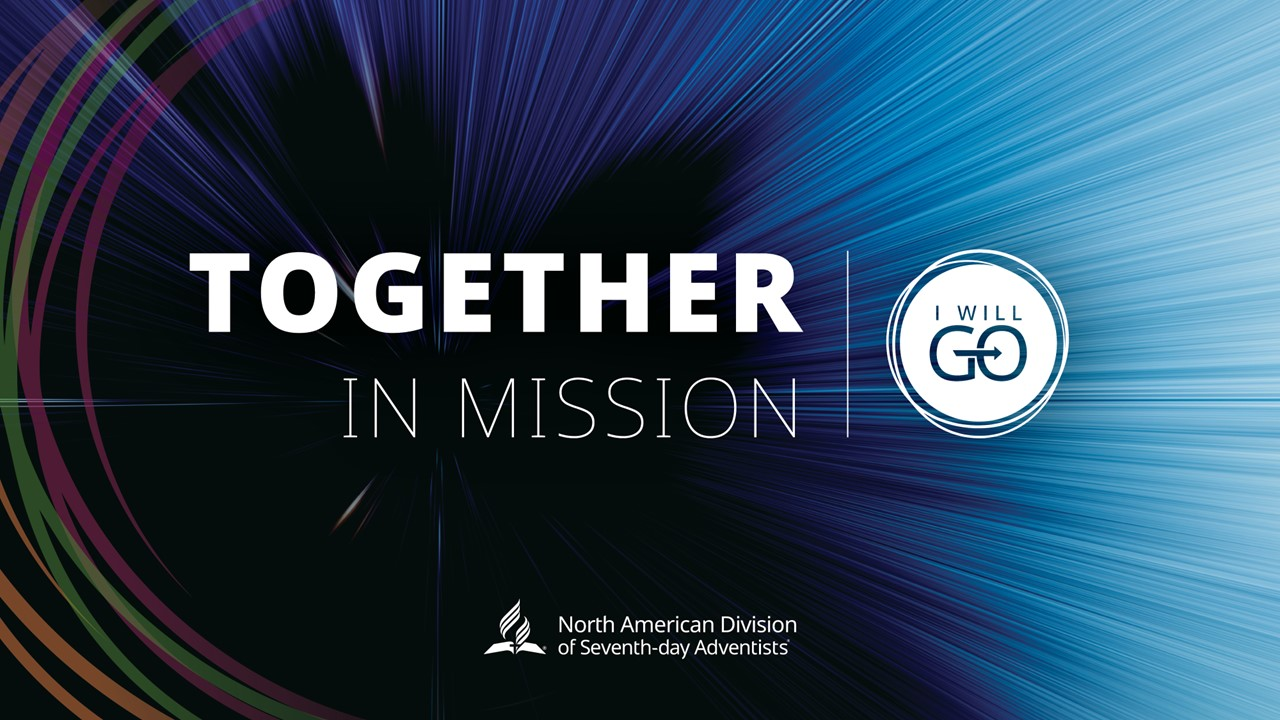 TOGETHER
IN MISSION
I WILL
GO
North American Division
of Seventh-day Adventists